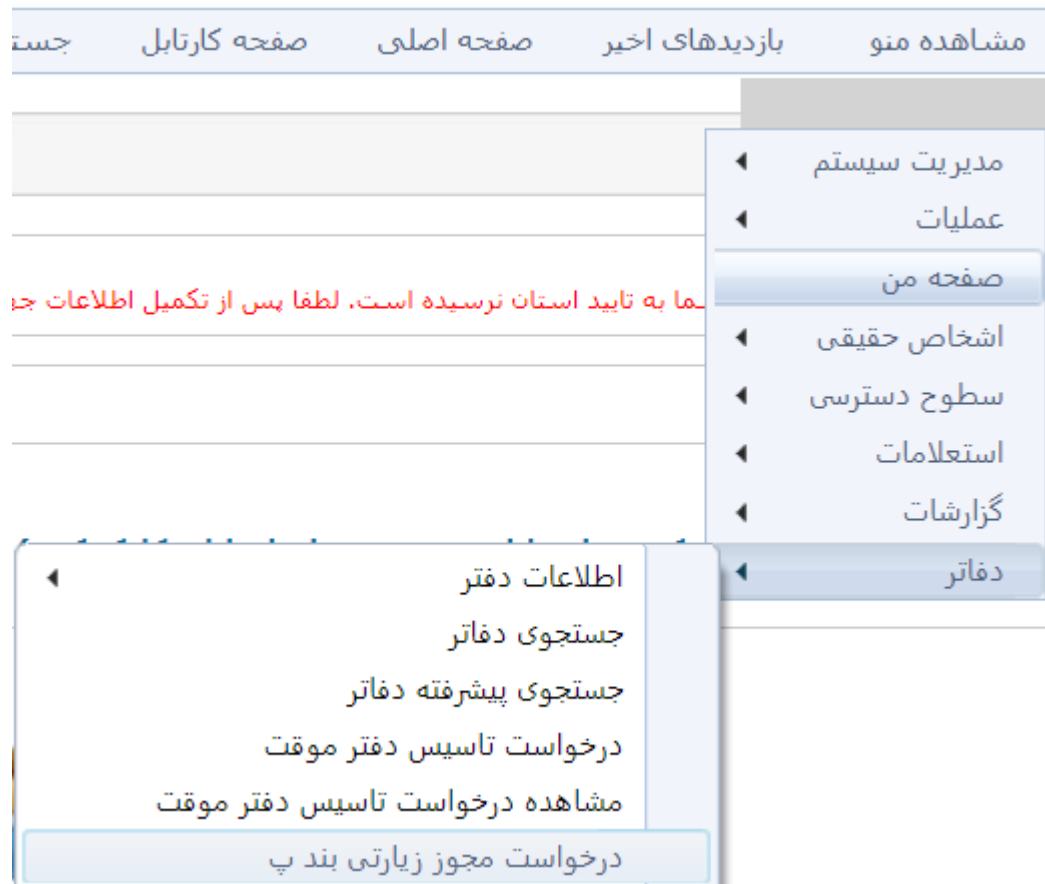 مشاهده منو بازدیدهای اخیر صفحه اصلی صفحه کارتابل
مدیریت سیستم
عملیات
صفحه من
به تایید استان نرسیده است. لطفا پس از تکمیل اطلاعات
اشخاص حقیقی
سطوح دسترسی
استعلامات
گزارشات
دفاتر
اطلاعات دفتر
جستجوی دفاتر
جستجوی پیشرفته دفاتر
درخواست تاسیس دفتر موقت
مشاهده درخواست تاسیس دفتر موقت
درخواست مجوز زیارتی بند پ